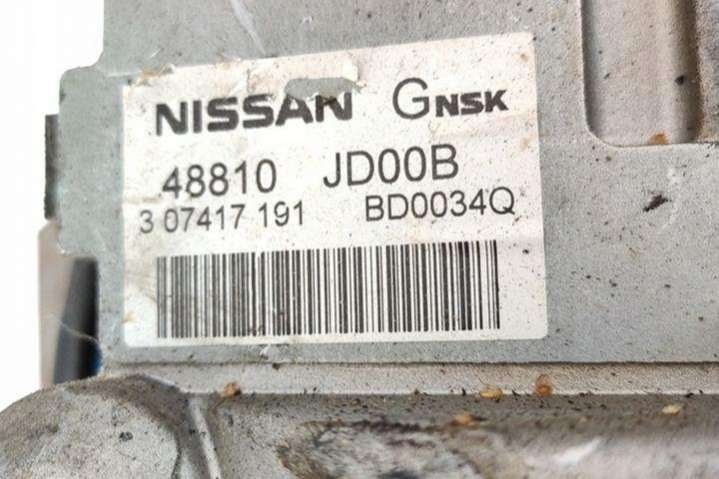 NISSAN GNSK
48810 JD00B
3 07417 191 BD0034Q